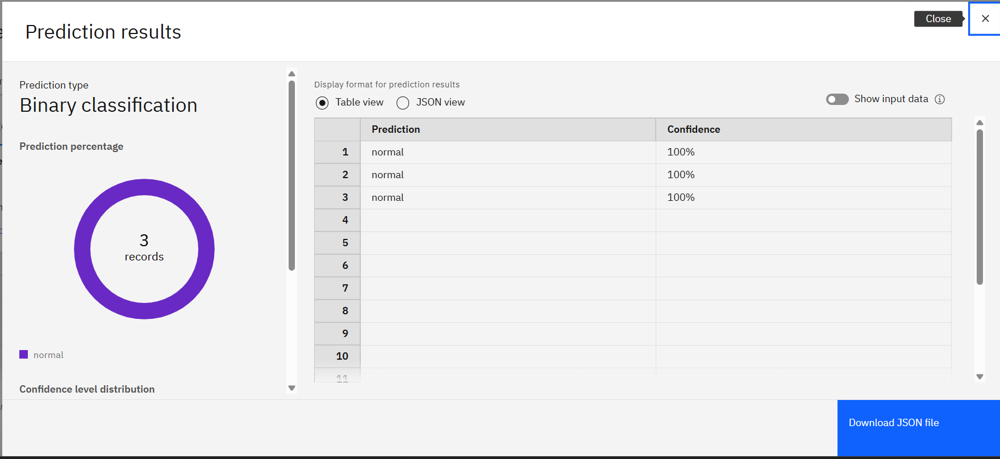 Prediction results
Close
Prediction type
Binary classification
Prediction percentage
3
records
normal
Confidence level distribution
Display format for prediction results
Table view JSON view
Show input data
Prediction Confidence
1 normal 100%
2 normal 100%
3 normal 100%
4
5
6
7
8
9
10
11
Download JSON file